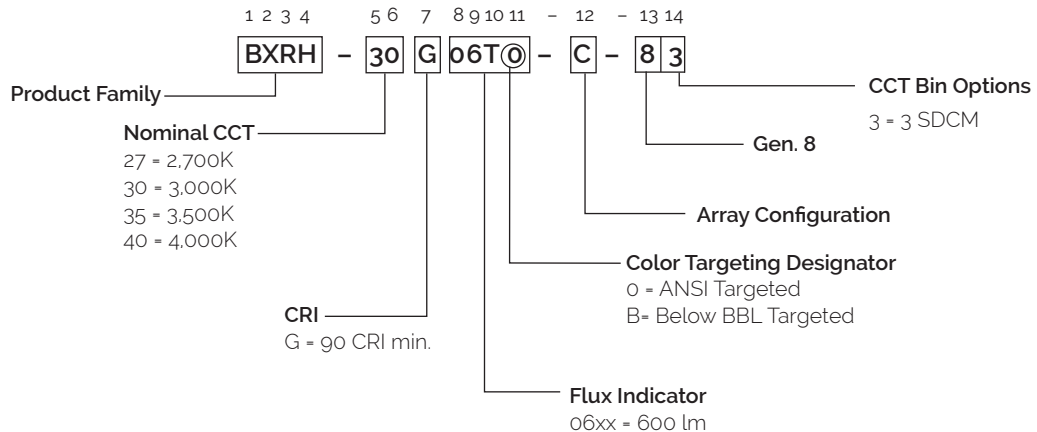 1 2 3 4 5 6 7 8 9 10 11 – 12 – 13 14
BXRH – 30 G 06T0 – C – 8 3
Product Family
CCT Bin Options
3 = 3 SDCM
Nominal CCT
27 = 2,700K
30 = 3,000K
35 = 3,500K
40 = 4,000K
Gen. 8
Array Configuration
Color Targeting Designator
0 = ANSI Targeted
B= Below BBL Targeted
CRI
G = 90 CRI min.
Flux Indicator
06xx = 600 lm